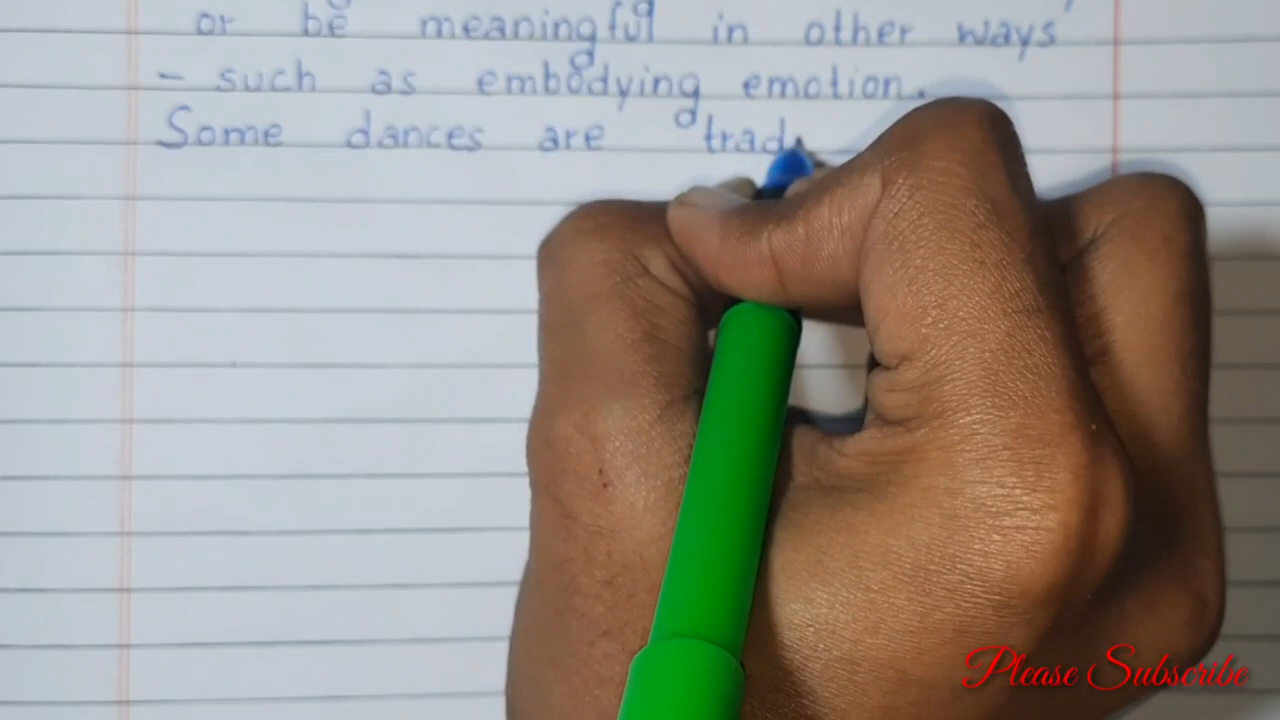 or be meaningful in other ways
- such as embodying emotion.
Some dances are trad
Please Subscribe